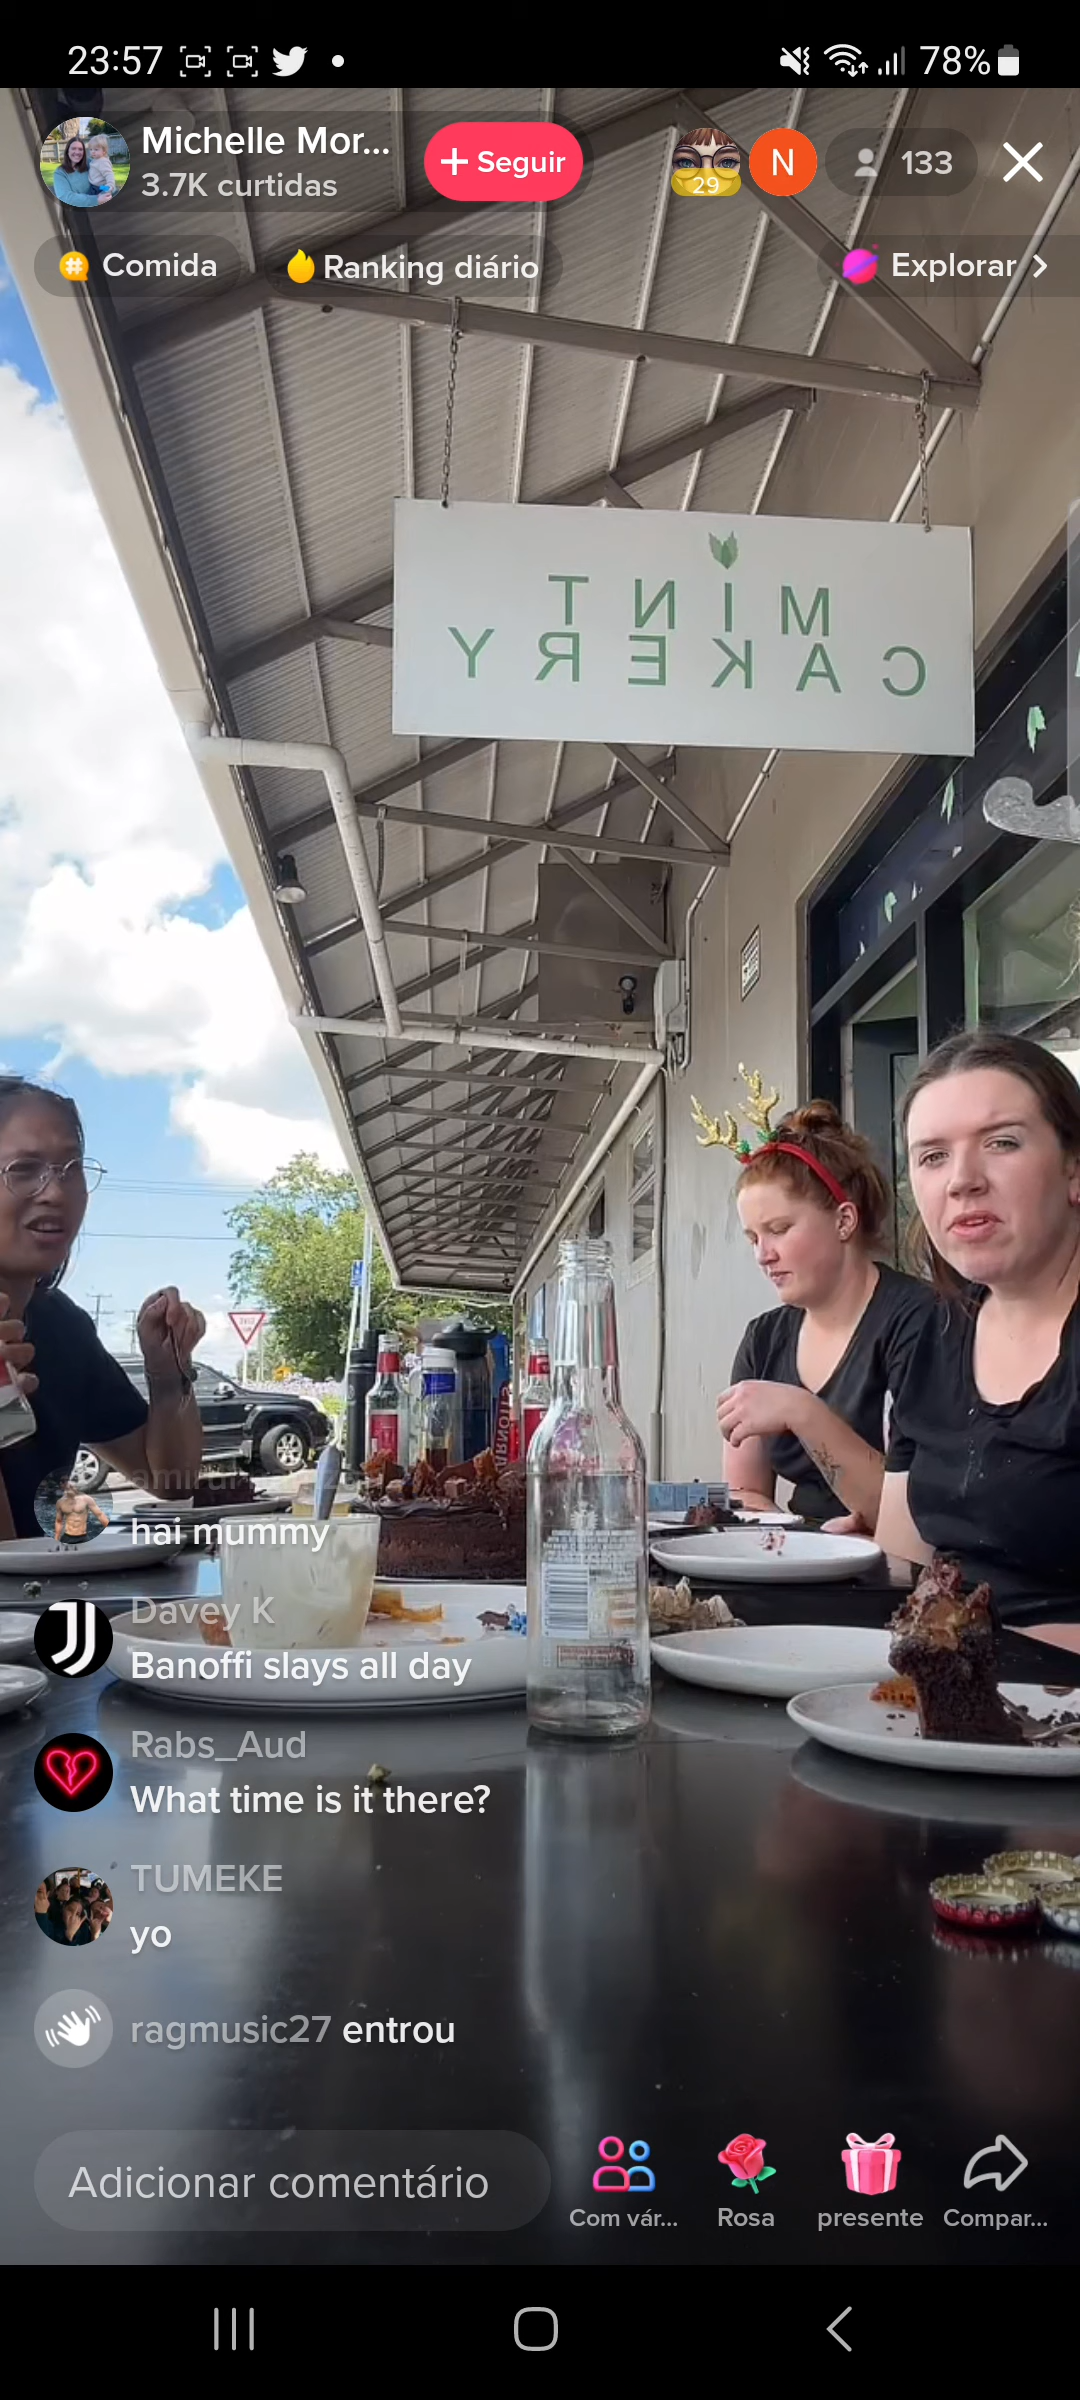 23:57
78%
Michelle Mor...
3.7K curtidas
+ Seguir
29
N
133
Comida
Ranking diário
Explorar
MINT
CAKERY
hai mummy
Davey K
Banoffi slays all day
Rabs_Aud
What time is it there?
TUMEKE
yo
ragmusic27 entrou
Adicionar comentário
Com vár...
Rosa
presente
Compar...